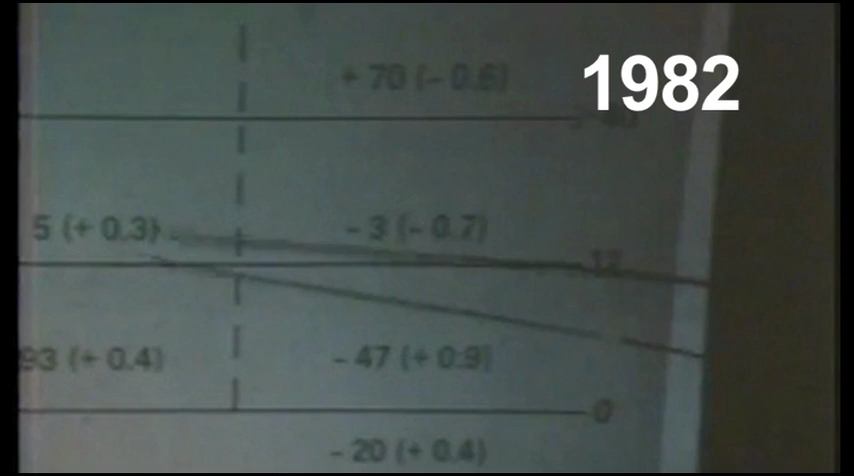 1982
+ 70 (- 0.6)
5 (+ 0.3)
- 3 (- 0.7)
12
93 (+ 0.4)
- 47 (+ 0.9)
0
- 20 (+ 0.4)